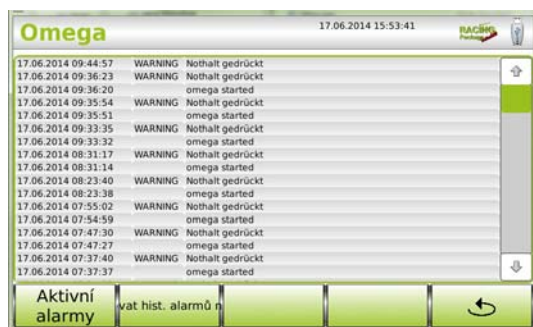 Omega
17.06.2014 15:53:41
RACING
Package
17.06.2014 09:44:57 WARNING Nothalt gedrückt
17.06.2014 09:36:23 WARNING Nothalt gedrückt
17.06.2014 09:36:20 omega started
17.06.2014 09:35:54 WARNING Nothalt gedrückt
17.06.2014 09:35:51 omega started
17.06.2014 09:33:35 WARNING Nothalt gedrückt
17.06.2014 09:33:32 omega started
17.06.2014 08:31:17 WARNING Nothalt gedrückt
17.06.2014 08:31:14 omega started
17.06.2014 08:23:40 WARNING Nothalt gedrückt
17.06.2014 08:23:38 omega started
17.06.2014 07:55:02 WARNING Nothalt gedrückt
17.06.2014 07:54:59 omega started
17.06.2014 07:47:30 WARNING Nothalt gedrückt
17.06.2014 07:47:27 omega started
17.06.2014 07:37:40 WARNING Nothalt gedrückt
17.06.2014 07:37:37 omega started
Aktivní
alarmy
vat hist. alarmů n